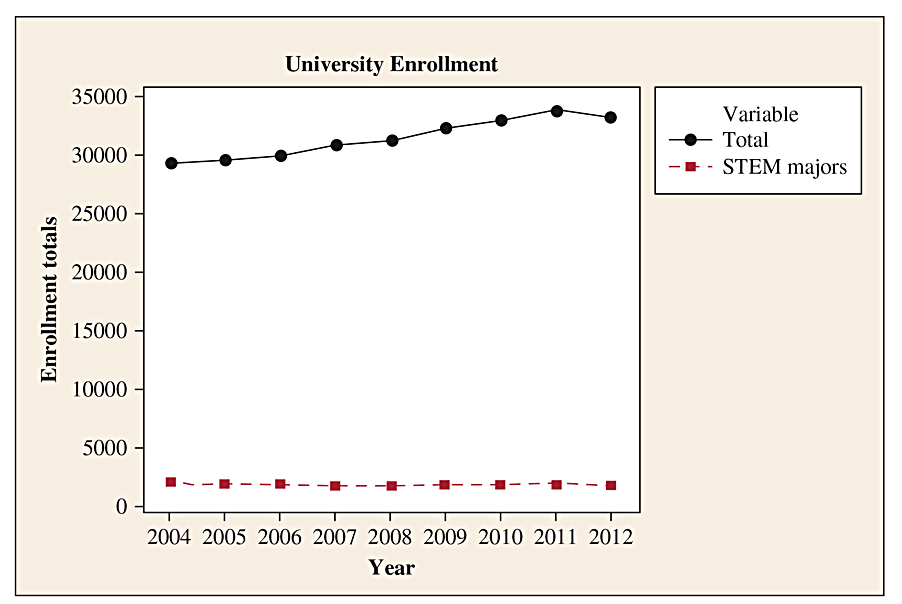 University Enrollment
35000
30000
25000
20000
15000
10000
5000
0
Enrollment totals
2004 2005 2006 2007 2008 2009 2010 2011 2012
Year
Variable
Total
STEM majors